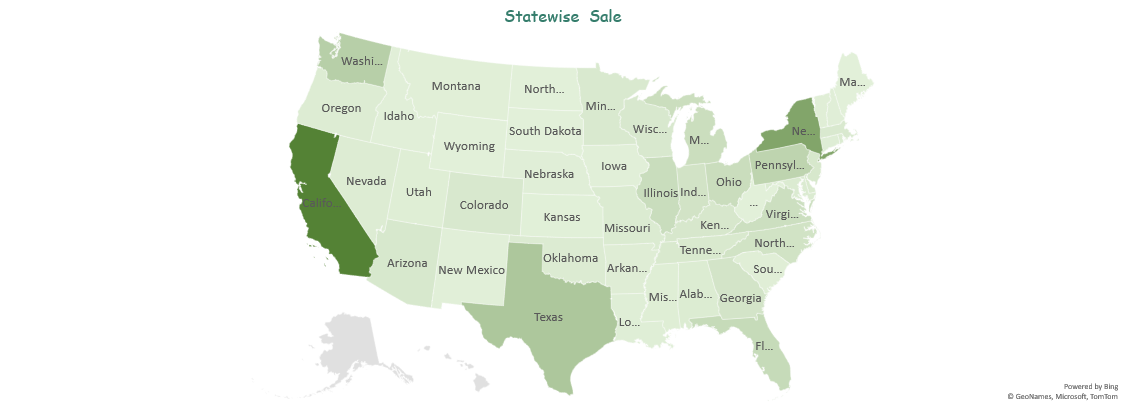 Statewise Sale
Washi...
Montana
North...
Min...
Ma...
Oregon
Idaho
South Dakota
Wisc...
M...
Ne...
Wyoming
Iowa
Pennsyl...
Nevada
Utah
Nebraska
Illinois
Ind...
Ohio
Califo...
Colorado
Kansas
Missouri
Ken...
...
Virgi...
Arizona
New Mexico
Oklahoma
Arkan...
Tenne...
North...
Sou...
Texas
Lo...
Mis...
Alab...
Georgia
Fl...
Powered by Bing
© GeoNames, Microsoft, TomTom